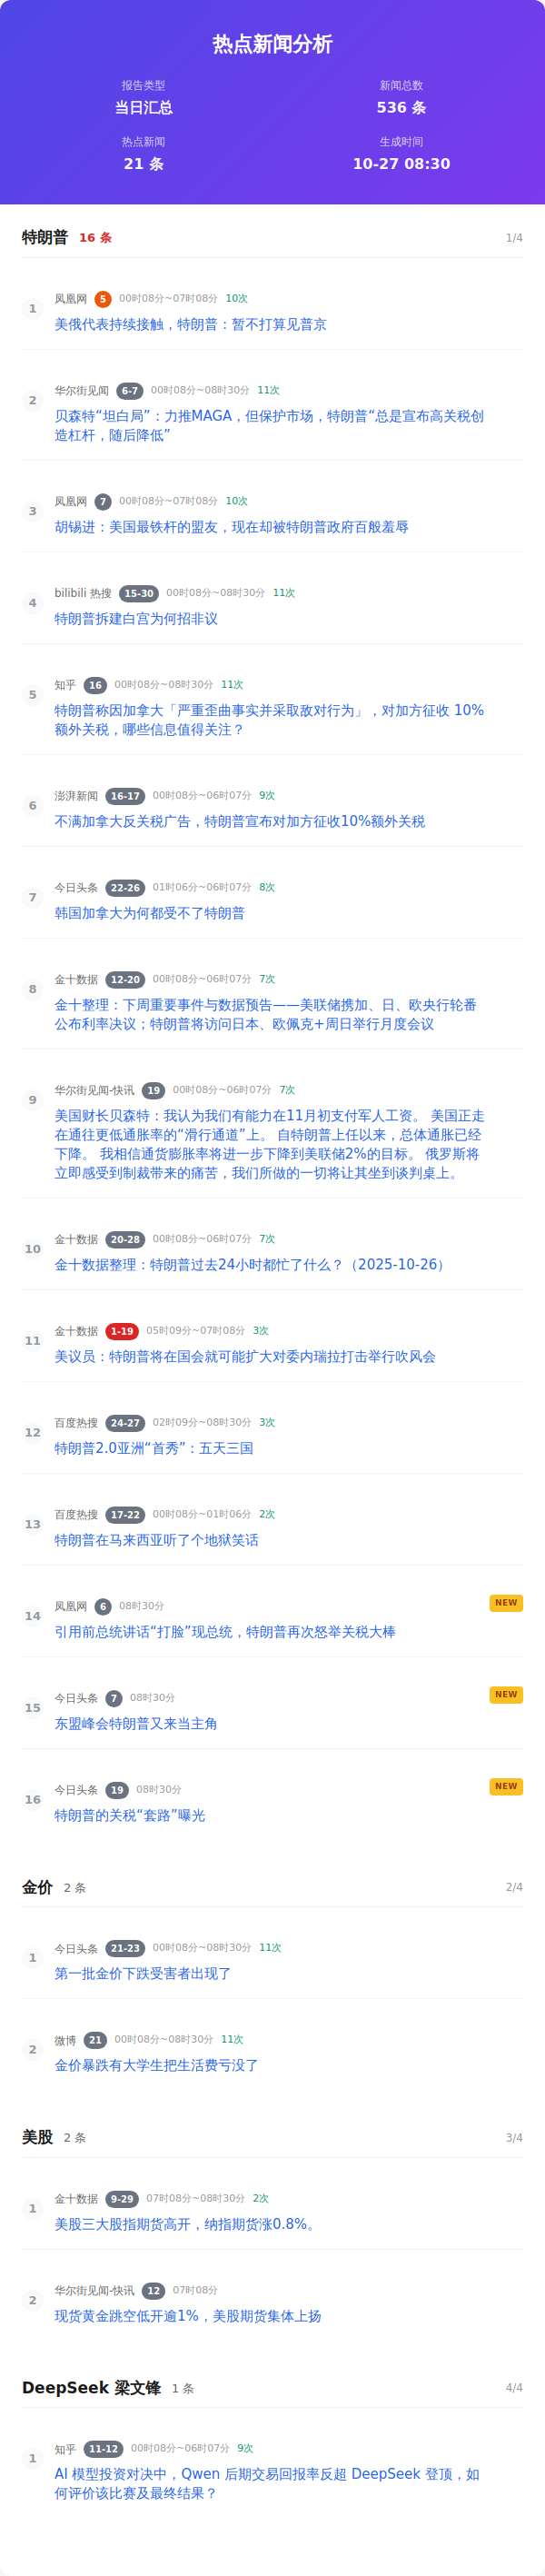 热点新闻分析
报告类型
当日汇总
新闻总数
536 条
热点新闻
21 条
生成时间
10-27 08:30
特朗普 16 条 1/4
1
凤凰网 5 00时08分~07时08分 10次
美俄代表持续接触，特朗普：暂不打算见普京
2
华尔街见闻 6-7 00时08分~08时30分 11次
贝森特“坦白局”：力推MAGA，但保护市场，特朗普“总是宣布高关税创
造杠杆，随后降低”
3
凤凰网 7 00时08分~07时08分 10次
胡锡进：美国最铁杆的盟友，现在却被特朗普政府百般羞辱
4
bilibili 热搜 15-30 00时08分~08时30分 11次
特朗普拆建白宫为何招非议
5
知乎 16 00时08分~08时30分 11次
特朗普称因加拿大「严重歪曲事实并采取敌对行为」，对加方征收 10%
额外关税，哪些信息值得关注？
6
澎湃新闻 16-17 00时08分~06时07分 9次
不满加拿大反关税广告，特朗普宣布对加方征收10%额外关税
7
今日头条 22-26 01时06分~06时07分 8次
韩国加拿大为何都受不了特朗普
8
金十数据 12-20 00时08分~06时07分 7次
金十整理：下周重要事件与数据预告——美联储携加、日、欧央行轮番
公布利率决议；特朗普将访问日本、欧佩克+周日举行月度会议
9
华尔街见闻-快讯 19 00时08分~06时07分 7次
美国财长贝森特：我认为我们有能力在11月初支付军人工资。 美国正走
在通往更低通胀率的“滑行通道”上。 自特朗普上任以来，总体通胀已经
下降。 我相信通货膨胀率将进一步下降到美联储2%的目标。 俄罗斯将
立即感受到制裁带来的痛苦，我们所做的一切将让其坐到谈判桌上。
10
金十数据 20-28 00时08分~06时07分 7次
金十数据整理：特朗普过去24小时都忙了什么？（2025-10-26）
11
金十数据 1-19 05时09分~07时08分 3次
美议员：特朗普将在国会就可能扩大对委内瑞拉打击举行吹风会
12
百度热搜 24-27 02时09分~08时30分 3次
特朗普2.0亚洲“首秀”：五天三国
13
百度热搜 17-22 00时08分~01时06分 2次
特朗普在马来西亚听了个地狱笑话
14
凤凰网 6 08时30分 NEW
引用前总统讲话“打脸”现总统，特朗普再次怒举关税大棒
15
今日头条 7 08时30分 NEW
东盟峰会特朗普又来当主角
16
今日头条 19 08时30分 NEW
特朗普的关税“套路”曝光
金价 2 条 2/4
1
今日头条 21-23 00时08分~08时30分 11次
第一批金价下跌受害者出现了
2
微博 21 00时08分~08时30分 11次
金价暴跌有大学生把生活费亏没了
美股 2 条 3/4
1
金十数据 9-29 07时08分~08时30分 2次
美股三大股指期货高开，纳指期货涨0.8%。
2
华尔街见闻-快讯 12 07时08分
现货黄金跳空低开逾1%，美股期货集体上扬
DeepSeek 梁文锋 1 条 4/4
1
知乎 11-12 00时08分~06时07分 9次
AI 模型投资对决中，Qwen 后期交易回报率反超 DeepSeek 登顶，如
何评价该比赛及最终结果？